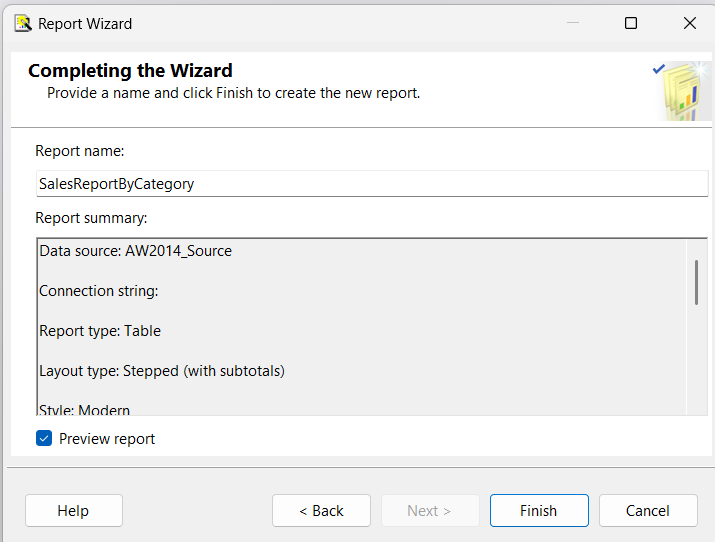 Report Wizard
Completing the Wizard
Provide a name and click Finish to create the new report.
Report name:
SalesReportByCategory
Report summary:
Data source: AW2014_Source
Connection string:
Report type: Table
Layout type: Stepped (with subtotals)
Style: Modern
Preview report
Help
< Back
Next >
Finish
Cancel